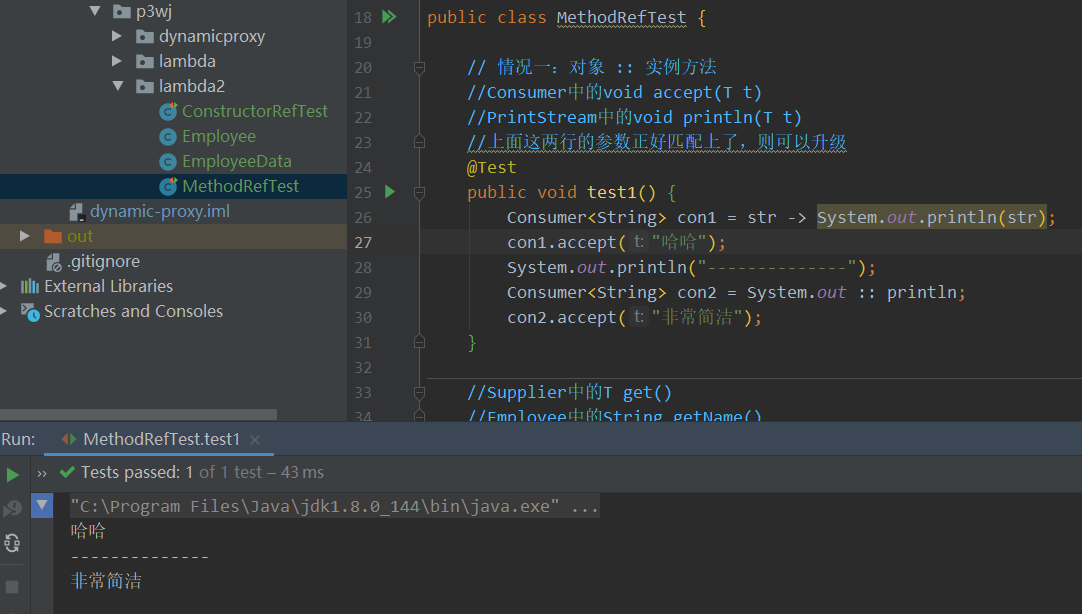 p3wj
dynamicproxy
lambda
lambda2
ConstructorRefTest
Employee
EmployeeData
MethodRefTest
dynamic-proxy.iml
out
.gitignore
External Libraries
Scratches and Consoles
18 public class MethodRefTest {
19
20 // 情况一：对象 :: 实例方法
21 //Consumer中的void accept(T t)
22 //PrintStream中的void println(T t)
23 //上面这两行的参数正好匹配上了，则可以升级
24 @Test
25 public void test1() {
26 Consumer<String> con1 = str -> System.out.println(str);
27 con1.accept( t: "哈哈");
28 System.out.println("--------------");
29 Consumer<String> con2 = System.out :: println;
30 con2.accept( t: "非常简洁");
31 }
32
33 //Supplier中的T get()
34 //Employee中的String getName()
Run: MethodRefTest.test1 ×
›› Tests passed: 1 of 1 test – 43 ms
"C:\Program Files\Java\jdk1.8.0_144\bin\java.exe" ...
哈哈
--------------
非常简洁